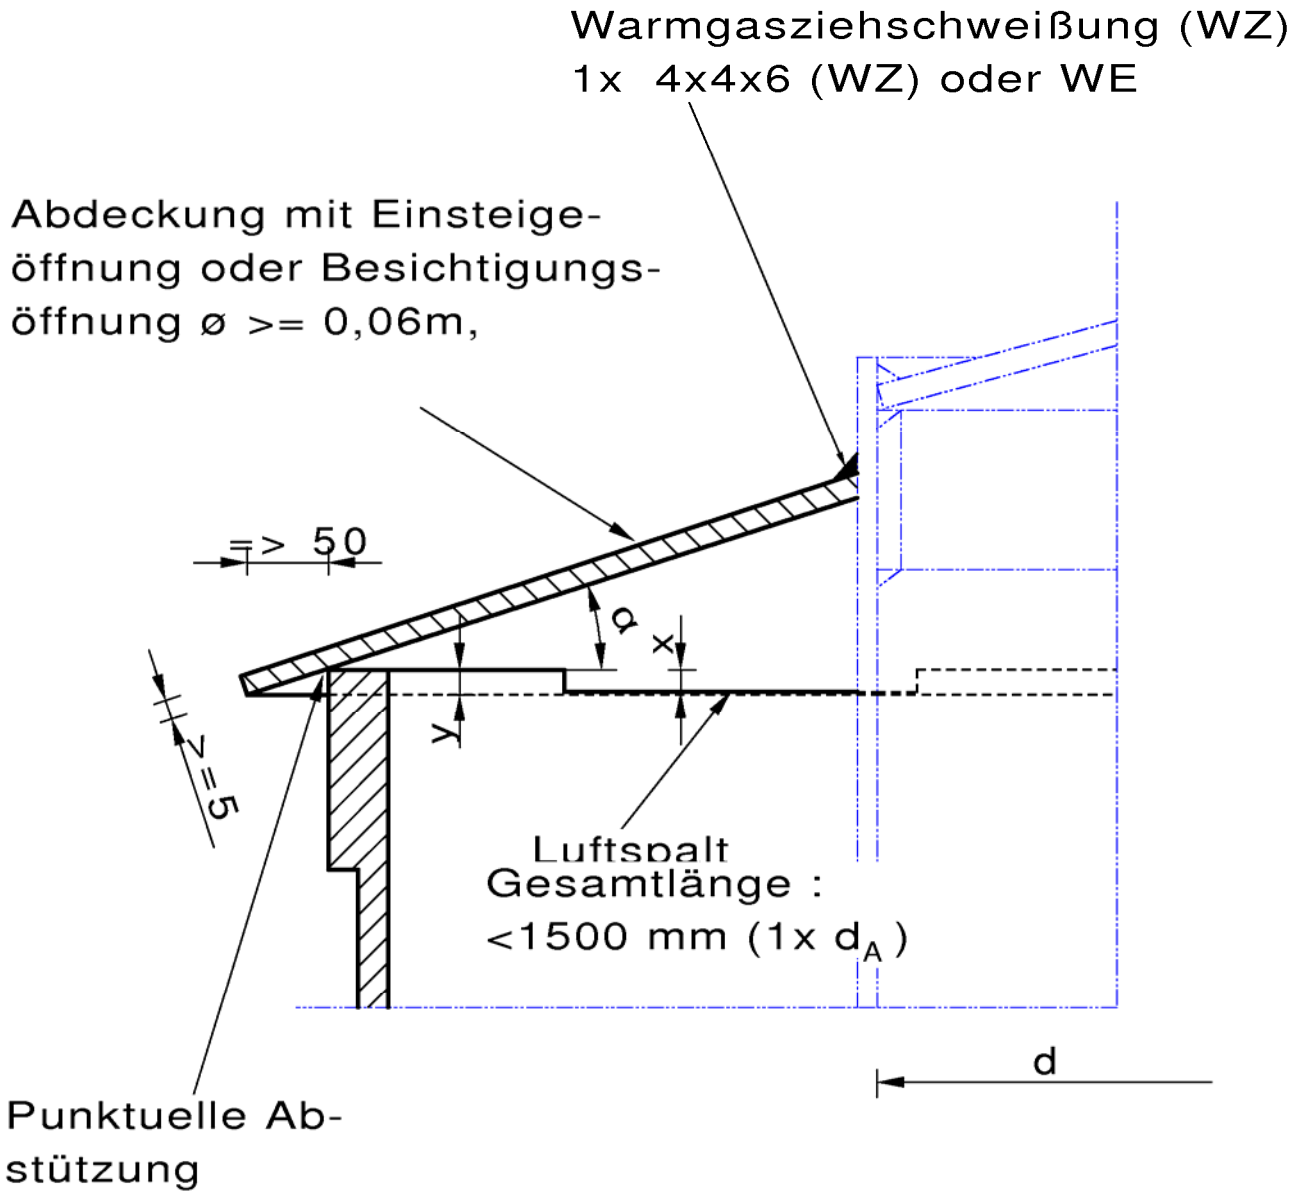 Warmgasziehschweißung (WZ)
1x 4x4x6 (WZ) oder WE
Abdeckung mit Einsteige-
öffnung oder Besichtigungs-
öffnung ø >= 0,06m,
=> 50
α
x
y
>=5
Luftspalt
Gesamtlänge :
<1500 mm (1x dA)
d
Punktuelle Ab-
stützung